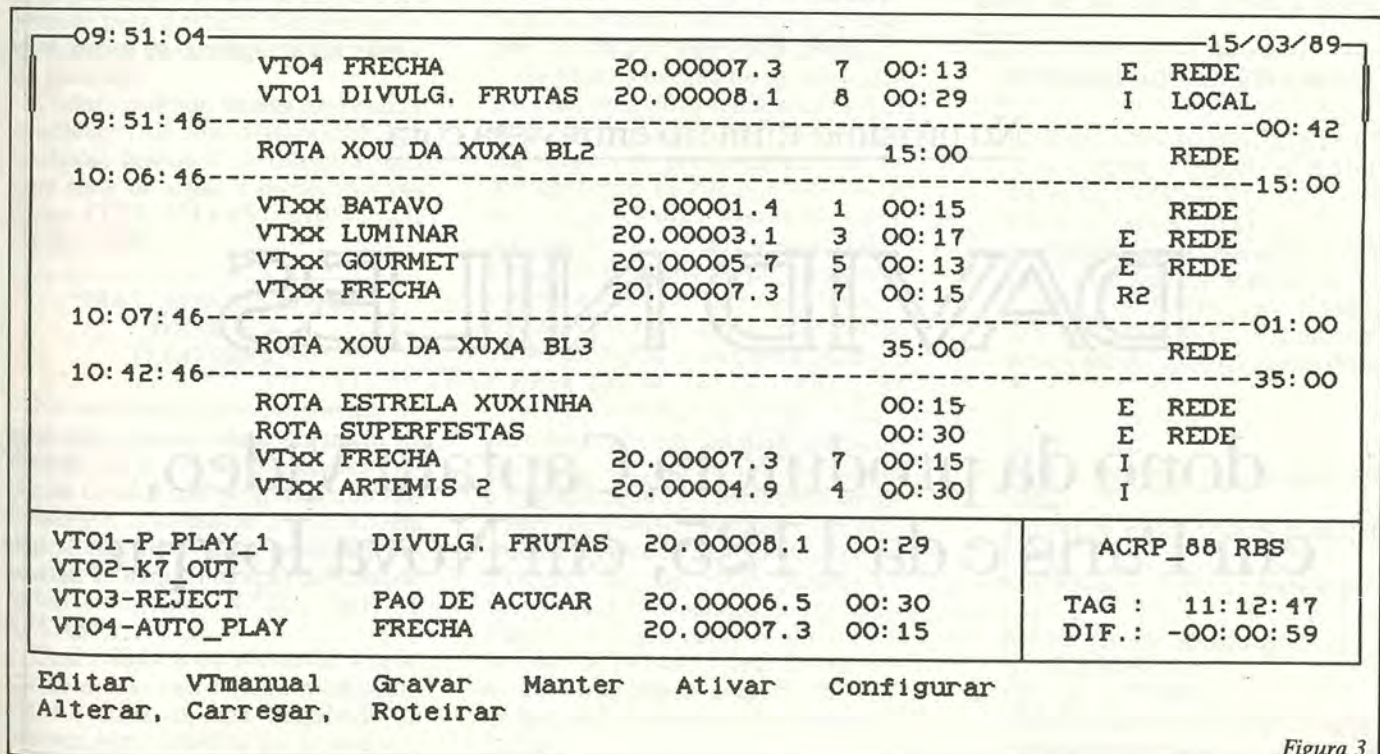 09:51:04 15/03/89
VT04 FRECHA 20.00007.3 7 00:13 E REDE
VT01 DIVULG. FRUTAS 20.00008.1 8 00:29 I LOCAL
09:51:46 00:42
ROTA XOU DA XUXA BL2 15:00 REDE
10:06:46 15:00
VTxx BATAVO 20.00001.4 1 00:15 REDE
VTxx LUMINAR 20.00003.1 3 00:17 E REDE
VTxx GOURMET 20.00005.7 5 00:13 E REDE
VTxx FRECHA 20.00007.3 7 00:15 R2
10:07:46 01:00
ROTA XOU DA XUXA BL3 35:00 REDE
10:42:46 35:00
ROTA ESTRELA XUXINHA 00:15 E REDE
ROTA SUPERFESTAS 00:30 E REDE
VTxx FRECHA 20.00007.3 7 00:15 I
VTxx ARTEMIS 2 20.00004.9 4 00:30 I
VT01-P_PLAY_1 DIVULG. FRUTAS 20.00008.1 00:29 ACRP_88 RBS
VT02-K7_OUT
VT03-REJECT PAO DE ACUCAR 20.00006.5 00:30 TAG : 11:12:47
VT04-AUTO_PLAY FRECHA 20.00007.3 00:15 DIF.: -00:00:59
Editar VTmanual Gravar Manter Ativar Configurar
Alterar, Carregar, Roteirar
Figura 3